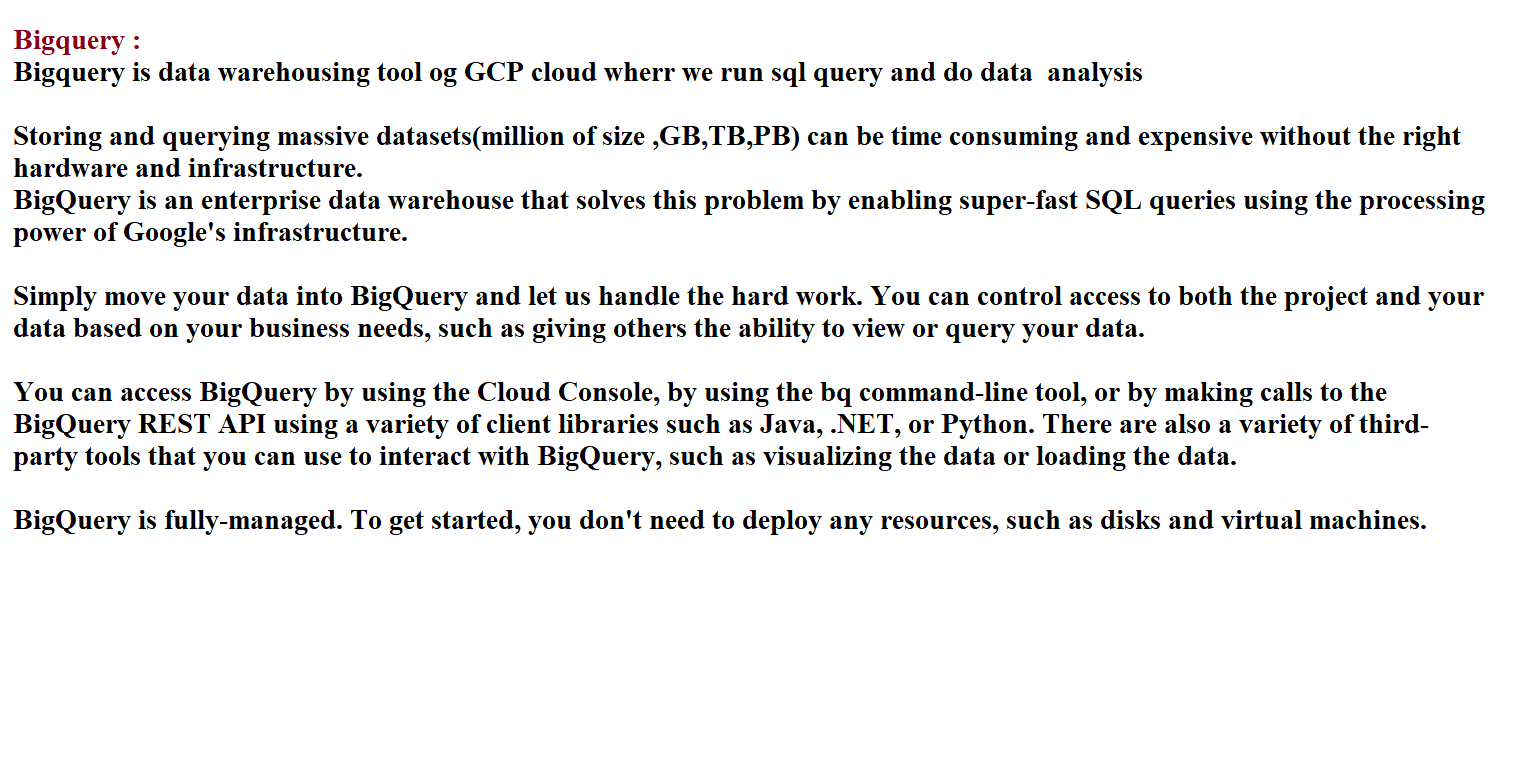 Bigquery :
Bigquery is data warehousing tool og GCP cloud wherr we run sql query and do data  analysis
Storing and querying massive datasets(million of size ,GB,TB,PB) can be time consuming and expensive without the right
hardware and infrastructure.
BigQuery is an enterprise data warehouse that solves this problem by enabling super-fast SQL queries using the processing
power of Google's infrastructure.
Simply move your data into BigQuery and let us handle the hard work. You can control access to both the project and your
data based on your business needs, such as giving others the ability to view or query your data.
You can access BigQuery by using the Cloud Console, by using the bq command-line tool, or by making calls to the
BigQuery REST API using a variety of client libraries such as Java, .NET, or Python. There are also a variety of third-
party tools that you can use to interact with BigQuery, such as visualizing the data or loading the data.
BigQuery is fully-managed. To get started, you don't need to deploy any resources, such as disks and virtual machines.